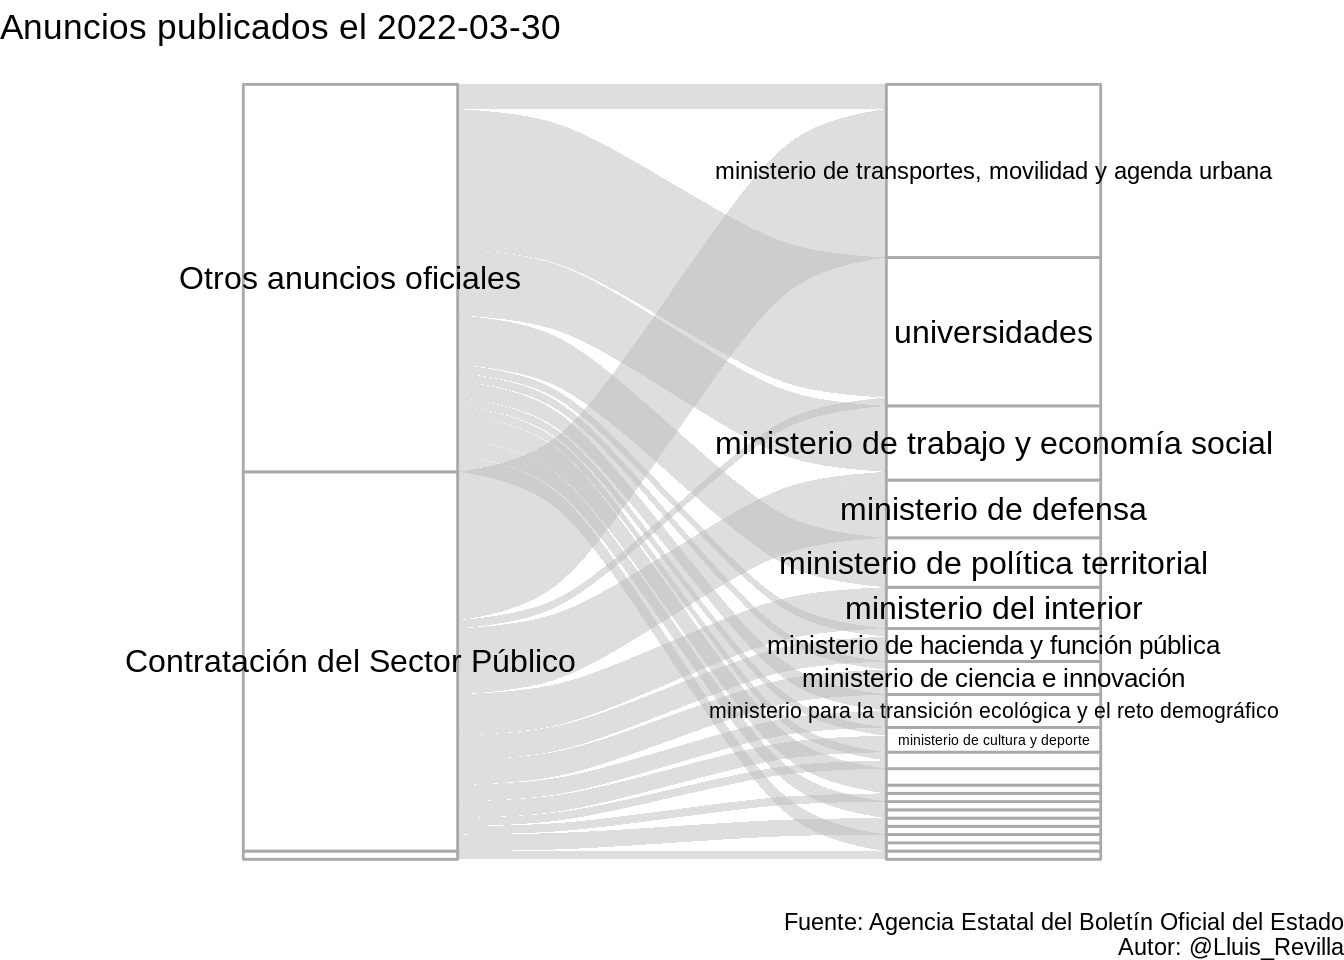 Anuncios publicados el 2022-03-30
ministerio de transportes, movilidad y agenda urbana
Otros anuncios oficiales
universidades
ministerio de trabajo y economía social
ministerio de defensa
ministerio de política territorial
ministerio del interior
ministerio de hacienda y función pública
Contratación del Sector Público
ministerio de ciencia e innovación
ministerio para la transición ecológica y el reto demográfico
ministerio de cultura y deporte
Fuente: Agencia Estatal del Boletín Oficial del Estado
Autor: @Lluis_Revilla